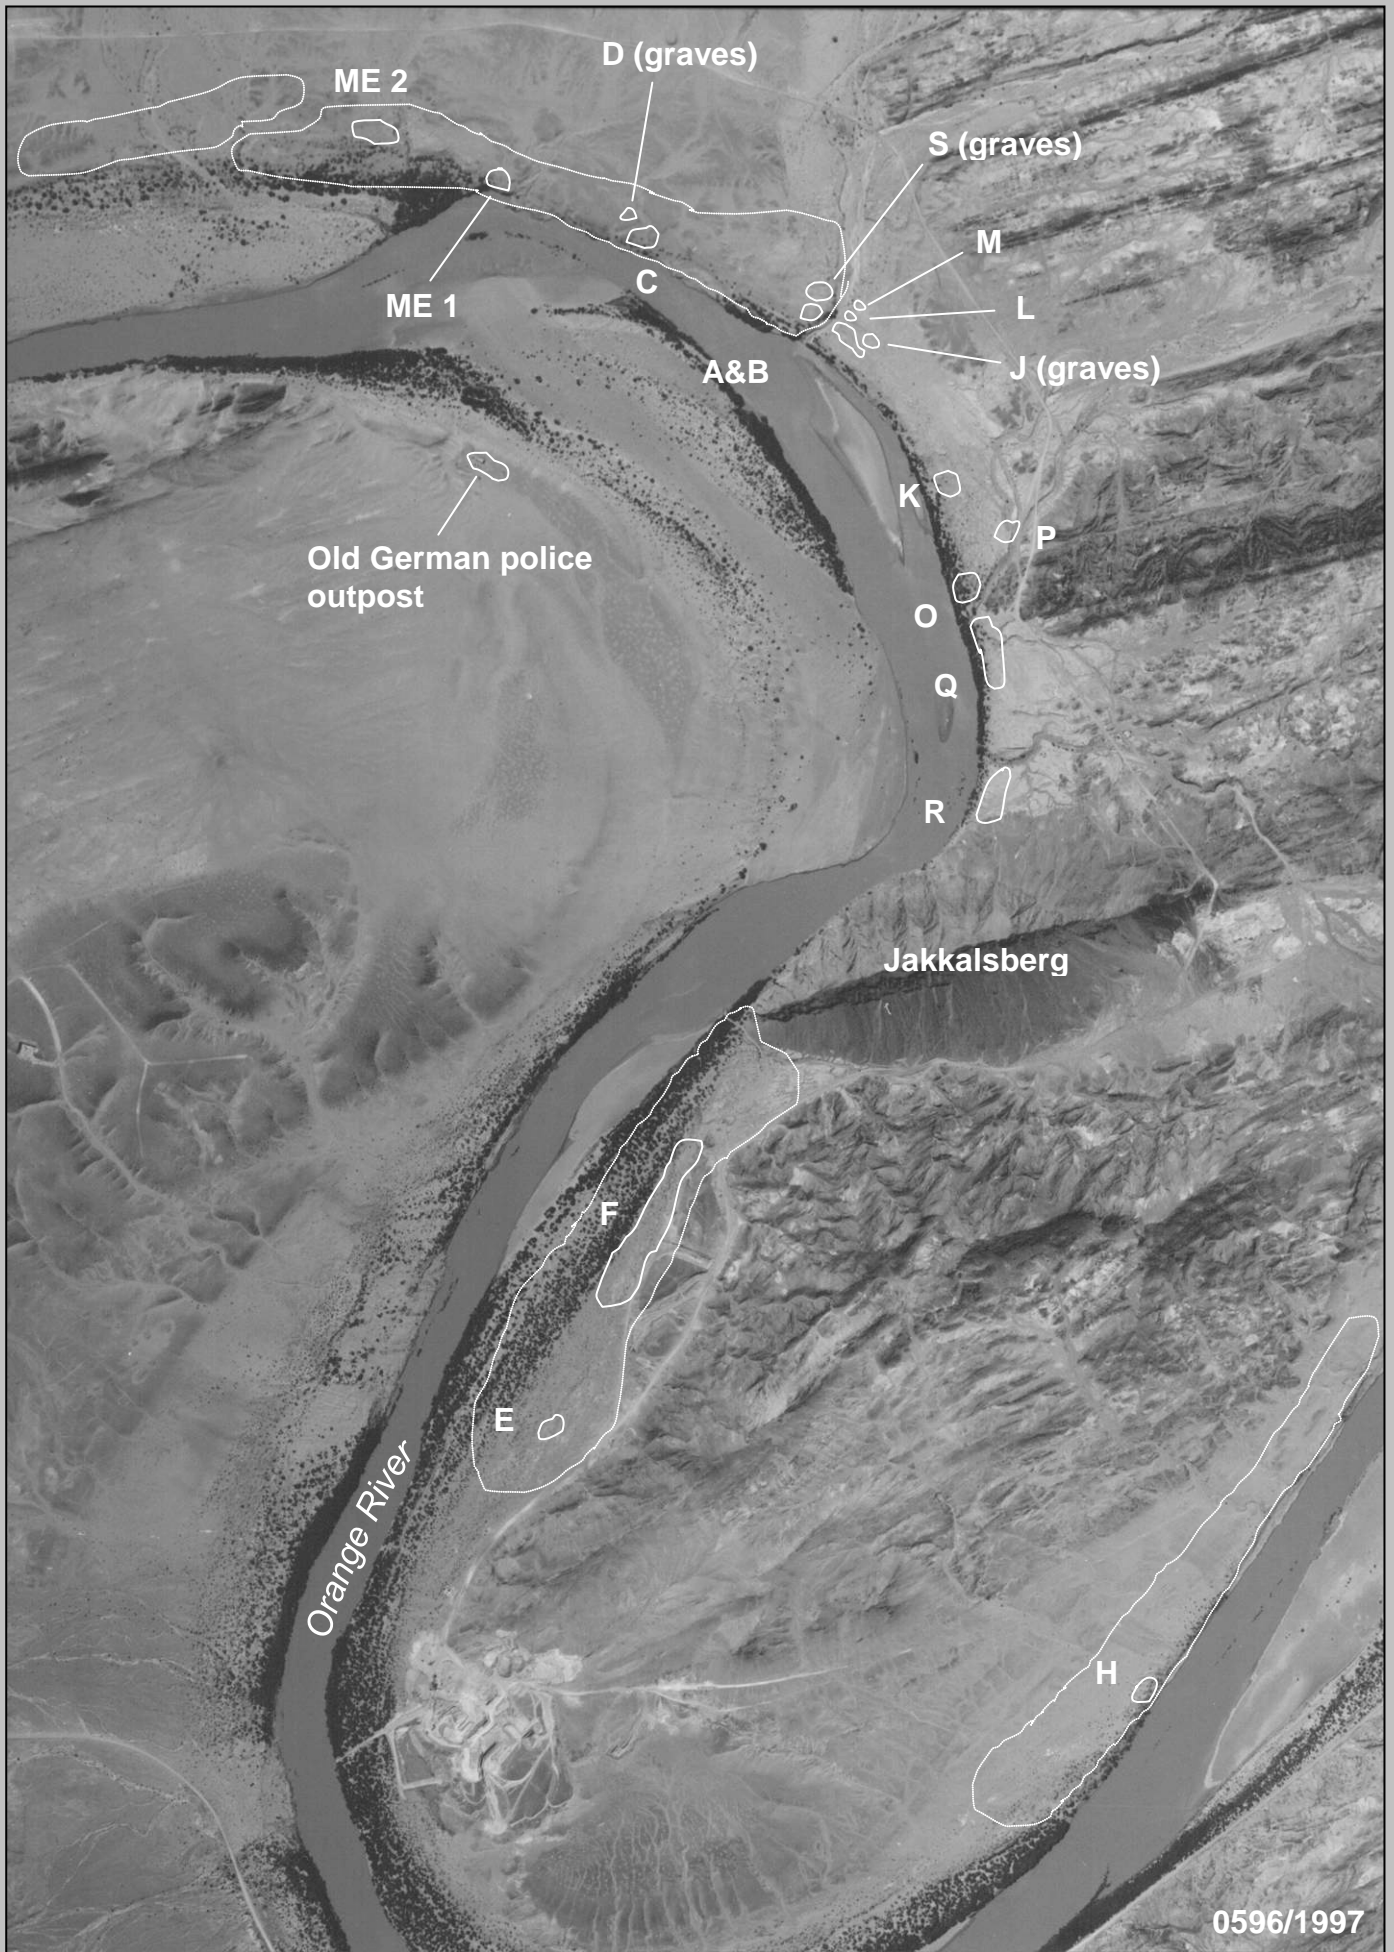 D (graves)
ME 2
S (graves)
M
C
ME 1
L
J (graves)
A&B
K
P
Old German police
outpost
O
Q
R
Jakkalsberg
F
E
Orange River
H
0596/1997